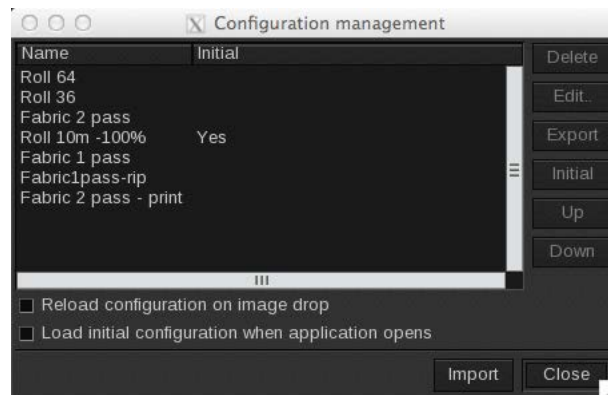 Configuration management
Name Initial
Roll 64
Roll 36
Fabric 2 pass
Roll 10m -100% Yes
Fabric 1 pass
Fabric1pass-rip
Fabric 2 pass - print
Delete
Edit..
Export
Initial
Up
Down
Reload configuration on image drop
Load initial configuration when application opens
Import Close